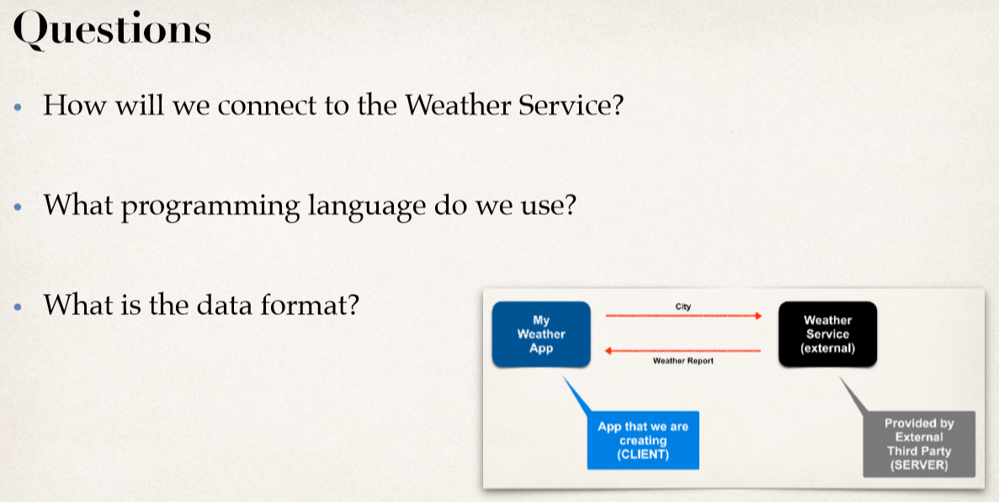 Questions
• How will we connect to the Weather Service?
• What programming language do we use?
• What is the data format?
My
Weather
App
City
Weather Report
Weather
Service
(external)
App that we are
creating
(CLIENT)
Provided by
External
Third Party
(SERVER)